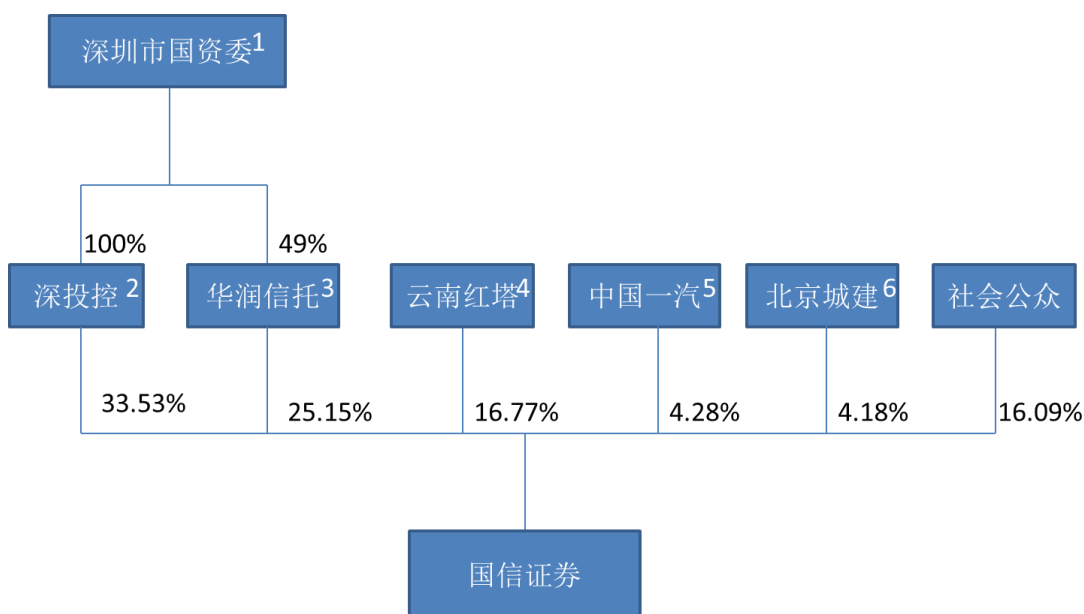 深圳市国资委1
100%
49%
深投控 2
华润信托3
云南红塔4
中国一汽5
北京城建6
社会公众
33.53%
25.15%
16.77%
4.28%
4.18%
16.09%
国信证券